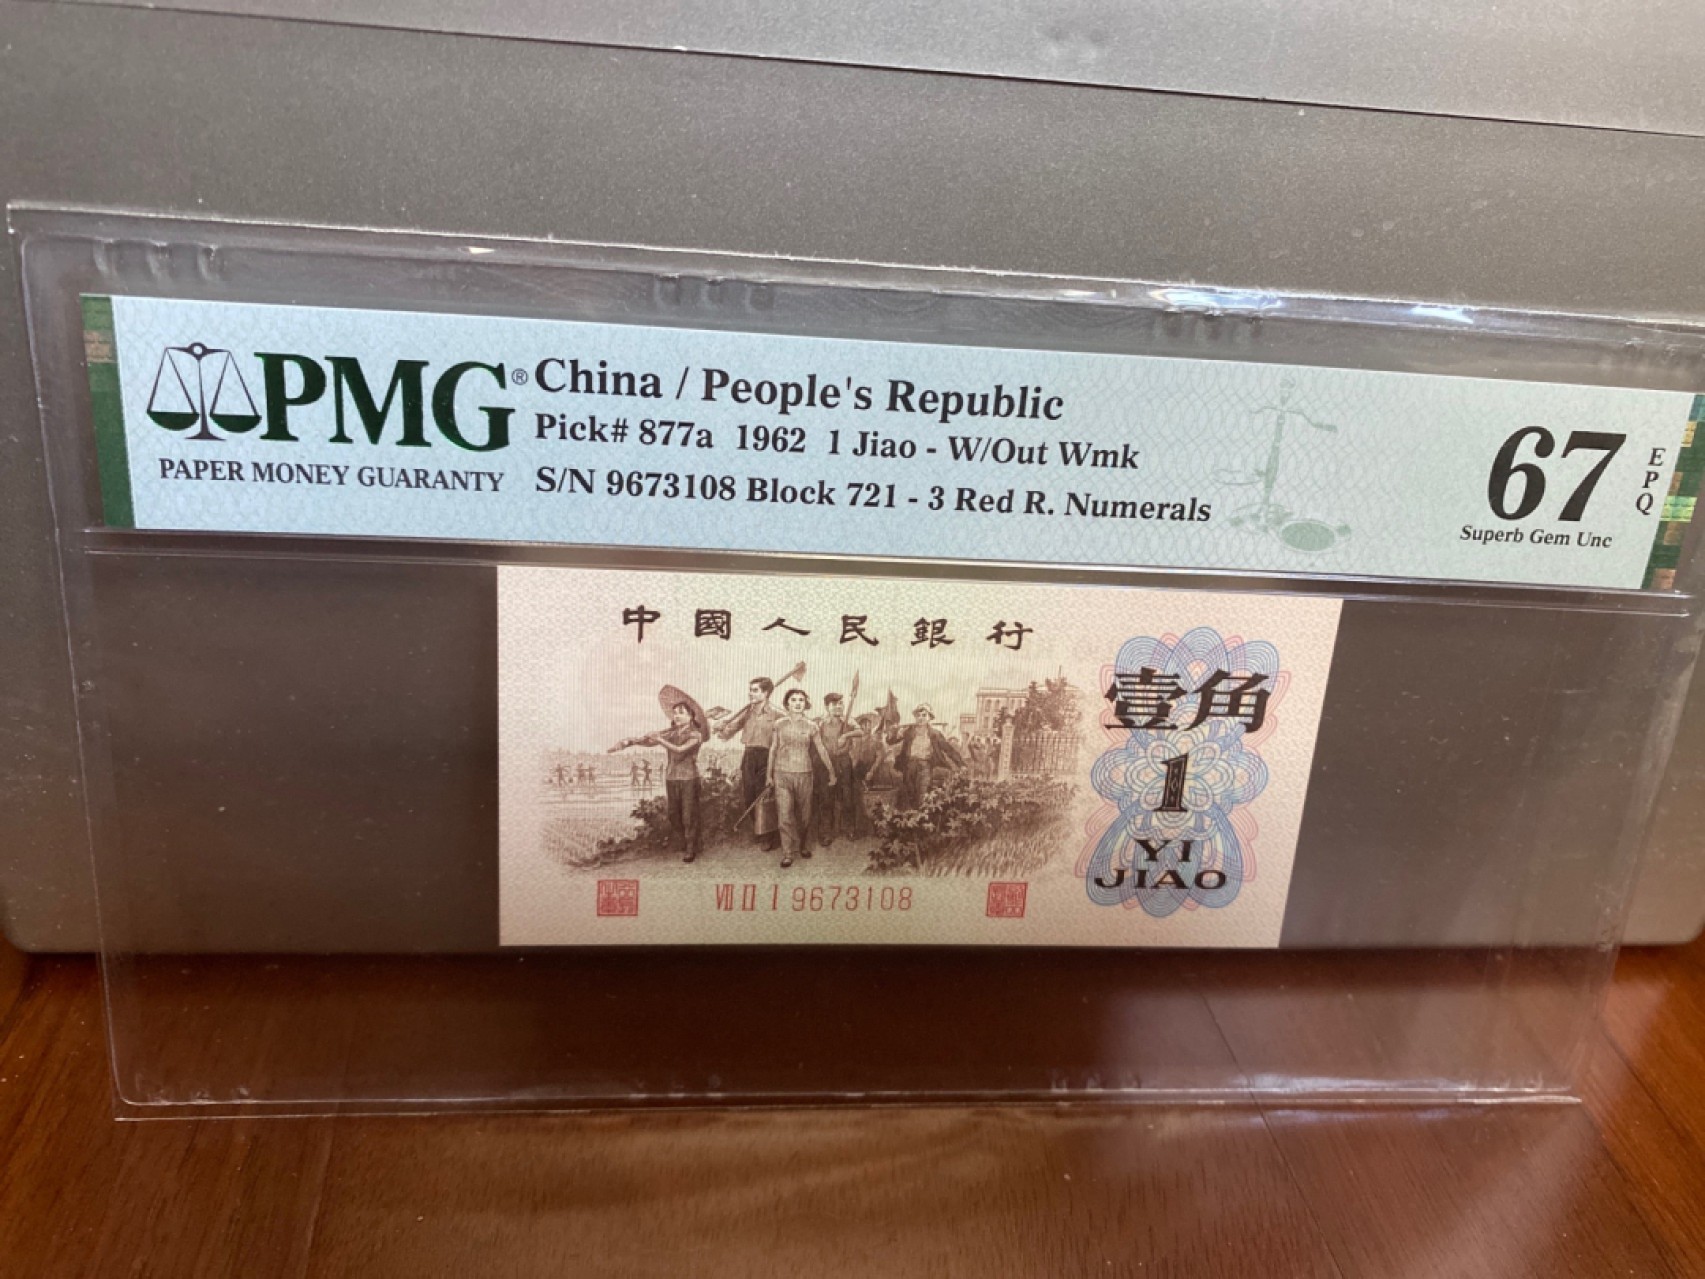 PMG®
PAPER MONEY GUARANTY
China / People's Republic
Pick# 877a 1962 1 Jiao - W/Out Wmk
S/N 9673108 Block 721 - 3 Red R. Numerals
67
EPQ
Superb Gem Unc
中國人民銀行
壹角
1
YI
JIAO
VII II I 9673108